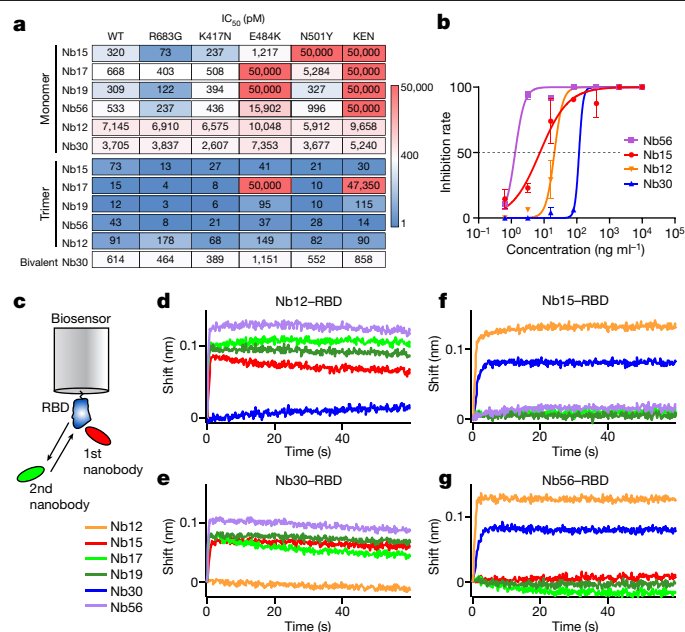 a
IC50 (pM)
WT R683G K417N E484K N501Y KEN
Monomer
Nb15 320 73 237 1,217 50,000 50,000
Nb17 668 403 508 50,000 5,284 50,000
Nb19 309 122 394 50,000 327 50,000
Nb56 533 237 436 15,902 996 50,000
Nb12 7,145 6,910 6,575 10,048 5,912 9,658
Nb30 3,705 3,837 2,607 7,353 3,677 5,240
Trimer
Nb15 73 13 27 41 21 30
Nb17 15 4 8 50,000 10 47,350
Nb19 12 3 6 95 10 115
Nb56 43 8 21 37 28 14
Nb12 91 178 68 149 82 90
Bivalent Nb30 614 464 389 1,151 552 858
50,000
400
1
b
Inhibition rate
100
50
0
10–1 100 101 102 103 104 105
Concentration (ng ml–1)
Nb56
Nb15
Nb12
Nb30
c
Biosensor
RBD
1st
nanobody
2nd
nanobody
Nb12
Nb15
Nb17
Nb19
Nb30
Nb56
d
Nb12–RBD
Shift (nm)
0.1
0
0 20 40
Time (s)
e
Nb30–RBD
Shift (nm)
0.1
0
0 20 40
Time (s)
f
Nb15–RBD
Shift (nm)
0.1
0
0 20 40
Time (s)
g
Nb56–RBD
Shift (nm)
0.1
0
0 20 40
Time (s)